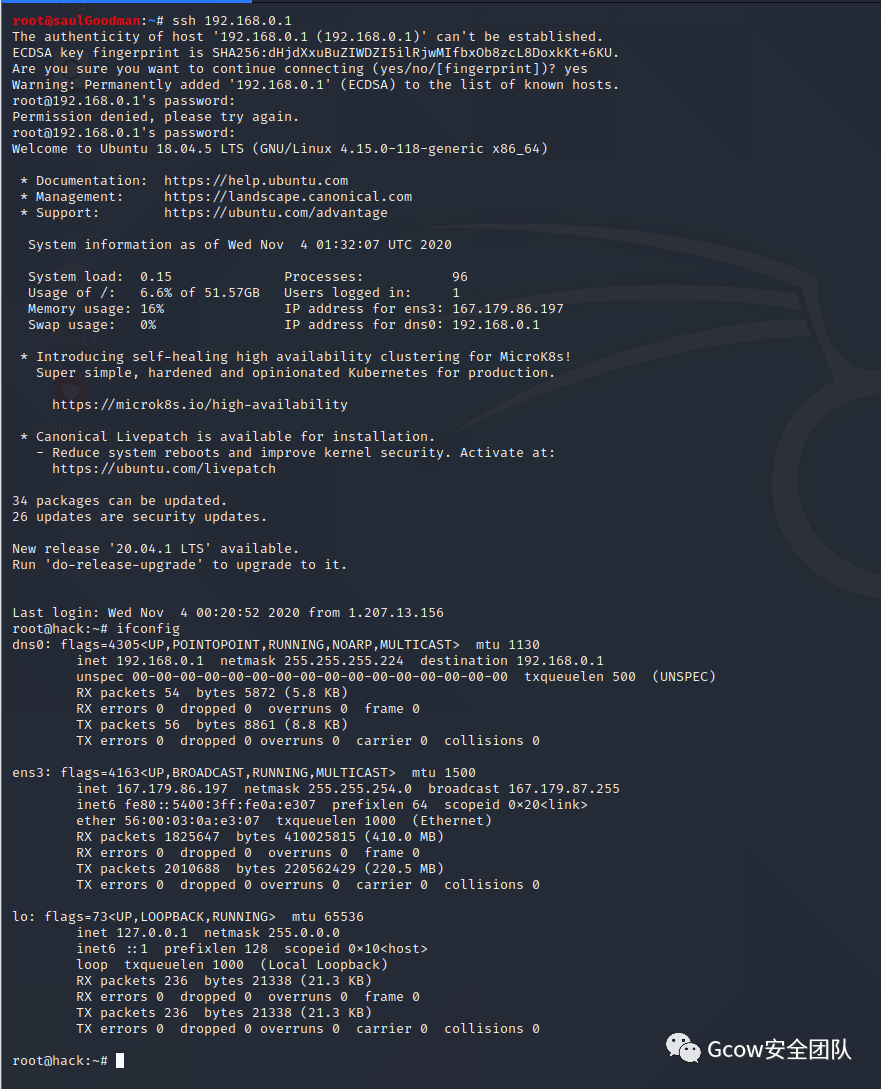 root@saulGoodman:~# ssh 192.168.0.1
The authenticity of host '192.168.0.1 (192.168.0.1)' can't be established.
ECDSA key fingerprint is SHA256:dHjdXxuBuZIWDZI5ilRjwMIfbxOb8zcL8DoxkKt+6KU.
Are you sure you want to continue connecting (yes/no/[fingerprint])? yes
Warning: Permanently added '192.168.0.1' (ECDSA) to the list of known hosts.
root@192.168.0.1's password:
Permission denied, please try again.
root@192.168.0.1's password:
Welcome to Ubuntu 18.04.5 LTS (GNU/Linux 4.15.0-118-generic x86_64)
* Documentation:  https://help.ubuntu.com
* Management:     https://landscape.canonical.com
* Support:        https://ubuntu.com/advantage
System information as of Wed Nov  4 01:32:07 UTC 2020
System load:  0.15              Processes:           96
Usage of /:   6.6% of 51.57GB   Users logged in:     1
Memory usage: 16%               IP address for ens3: 167.179.86.197
Swap usage:   0%                IP address for dns0: 192.168.0.1
* Introducing self-healing high availability clustering for MicroK8s!
Super simple, hardened and opinionated Kubernetes for production.
https://microk8s.io/high-availability
* Canonical Livepatch is available for installation.
- Reduce system reboots and improve kernel security. Activate at:
https://ubuntu.com/livepatch
34 packages can be updated.
26 updates are security updates.
New release '20.04.1 LTS' available.
Run 'do-release-upgrade' to upgrade to it.
Last login: Wed Nov  4 00:20:52 2020 from 1.207.13.156
root@hack:~# ifconfig
dns0: flags=4305<UP,POINTOPOINT,RUNNING,NOARP,MULTICAST>  mtu 1130
inet 192.168.0.1  netmask 255.255.255.224  destination 192.168.0.1
unspec 00-00-00-00-00-00-00-00-00-00-00-00-00-00-00-00  txqueuelen 500  (UNSPEC)
RX packets 54  bytes 5872 (5.8 KB)
RX errors 0  dropped 0  overruns 0  frame 0
TX packets 56  bytes 8861 (8.8 KB)
TX errors 0  dropped 0 overruns 0  carrier 0  collisions 0
ens3: flags=4163<UP,BROADCAST,RUNNING,MULTICAST>  mtu 1500
inet 167.179.86.197  netmask 255.255.254.0  broadcast 167.179.87.255
inet6 fe80::5400:3ff:fe0a:e307  prefixlen 64  scopeid 0×20<link>
ether 56:00:03:0a:e3:07  txqueuelen 1000  (Ethernet)
RX packets 1825647  bytes 410025815 (410.0 MB)
RX errors 0  dropped 0  overruns 0  frame 0
TX packets 2010688  bytes 220562429 (220.5 MB)
TX errors 0  dropped 0 overruns 0  carrier 0  collisions 0
lo: flags=73<UP,LOOPBACK,RUNNING>  mtu 65536
inet 127.0.0.1  netmask 255.0.0.0
inet6 ::1  prefixlen 128  scopeid 0×10<host>
loop  txqueuelen 1000  (Local Loopback)
RX packets 236  bytes 21338 (21.3 KB)
RX errors 0  dropped 0  overruns 0  frame 0
TX packets 236  bytes 21338 (21.3 KB)
TX errors 0  dropped 0 overruns 0  carrier 0  collisions 0
root@hack:~#
Gcow安全团队